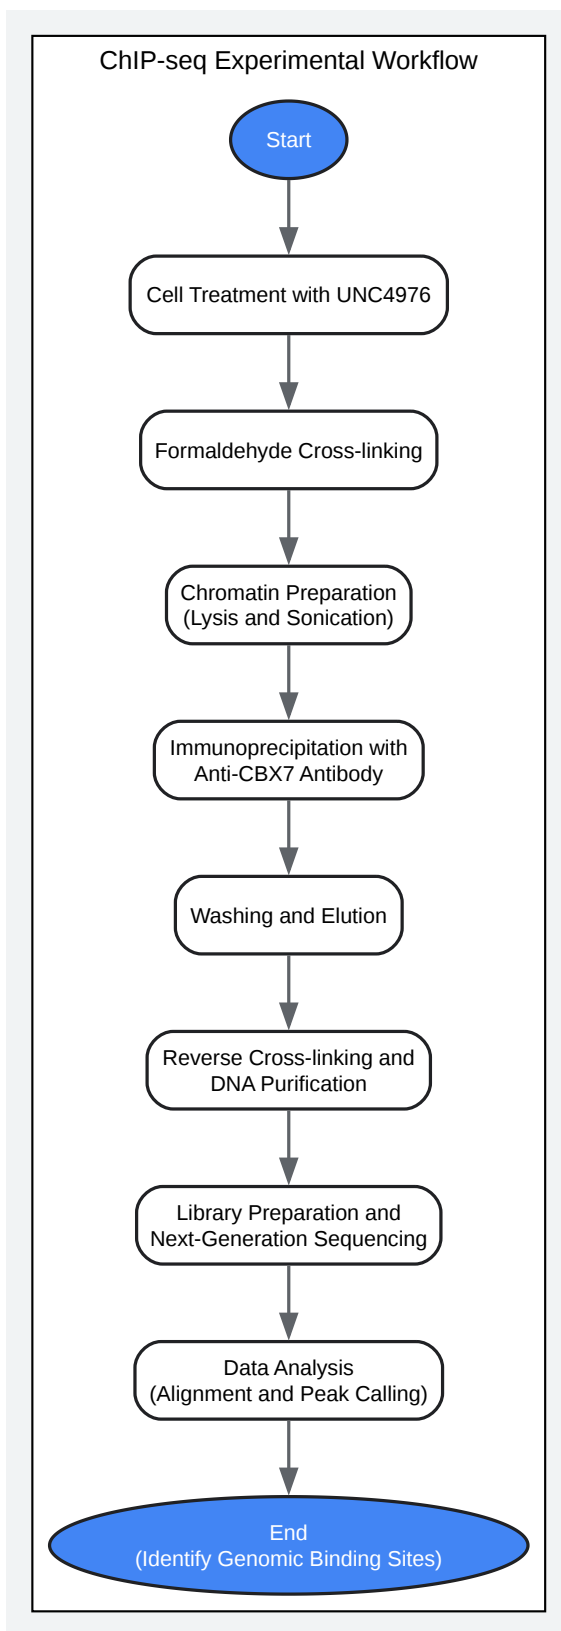 ChIP-seq Experimental Workflow
Start
Cell Treatment with UNC4976
Formaldehyde Cross-linking
Chromatin Preparation
(Lysis and Sonication)
Immunoprecipitation with
Anti-CBX7 Antibody
Washing and Elution
Reverse Cross-linking and
DNA Purification
Library Preparation and
Next-Generation Sequencing
Data Analysis
(Alignment and Peak Calling)
End
(Identify Genomic Binding Sites)